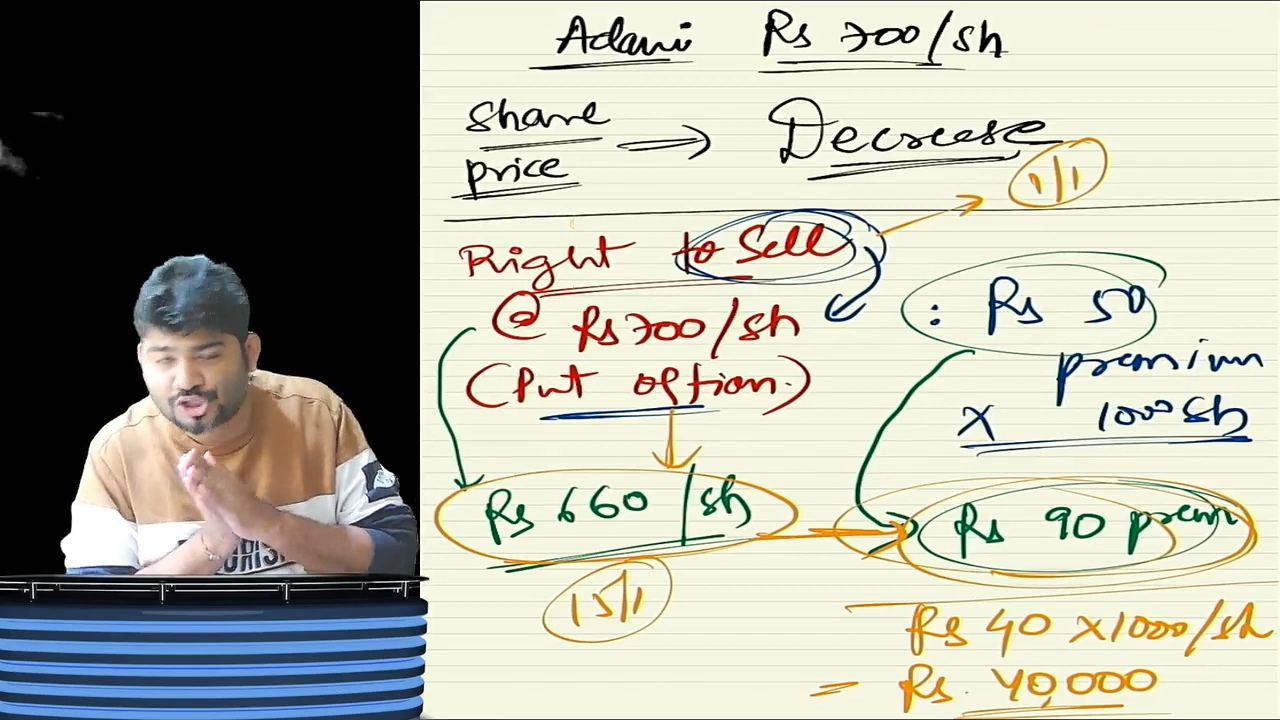 Adani Rs 700/sh
share price => Decrease
1/1
Right to Sell
@ Rs 700/sh
(Put option.)
: Rs 50
premium
x 1000 sh
Rs 660/sh
Rs 90 prem
15/1
Rs 40 x 1000/sh
= Rs. 40,000